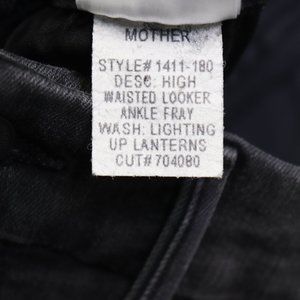 MOTHER
STYLE# 1411-180
DESC: HIGH
WAISTED LOOKER
ANKLE FRAY
WASH: LIGHTING
UP LANTERNS
CUT# 704080